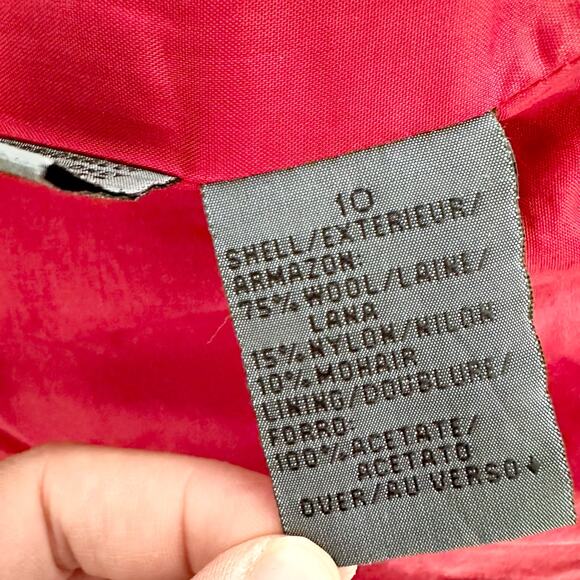 10
SHELL/EXTERIEUR/
ARMAZON:
75% WOOL/LAINE/
LANA
15% NYLON/NILON
10% MOHAIR
LINING/DOUBLURE/
FORRO:
100% ACETATE/
ACETATO
OVER/AU VERSO↓